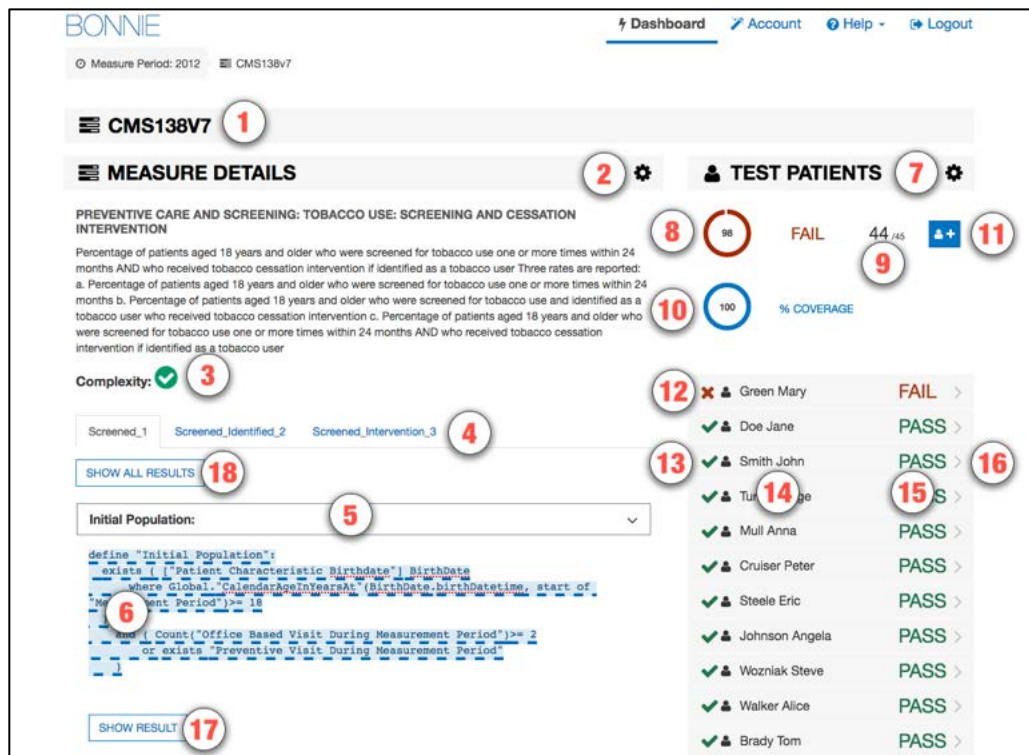 BONNIE
Dashboard Account Help Logout
Measure Period: 2012 CMS138v7
CMS138V7 1
MEASURE DETAILS 2
PREVENTIVE CARE AND SCREENING: TOBACCO USE: SCREENING AND CESSATION
INTERVENTION
Percentage of patients aged 18 years and older who were screened for tobacco use one or more times within 24
months AND who received tobacco cessation intervention if identified as a tobacco user Three rates are reported:
a. Percentage of patients aged 18 years and older who were screened for tobacco use one or more times within 24
months b. Percentage of patients aged 18 years and older who were screened for tobacco use and identified as a
tobacco user who received tobacco cessation intervention c. Percentage of patients aged 18 years and older who
were screened for tobacco use one or more times within 24 months AND who received tobacco cessation
intervention if identified as a tobacco user
Complexity: 3
Screened_1 Screened_Identified_2 Screened_Intervention_3 4
SHOW ALL RESULTS 18
Initial Population: 5
define "Initial Population":
exists ( ["Patient Characteristic Birthdate"] BirthDate
where Global."CalendarAgeInYearsAt"(BirthDate.birthDatetime, start of
Period")>= 18
6
and ( Count("Office Based Visit During Measurement Period")>= 2
or exists "Preventive Visit During Measurement Period"
)
SHOW RESULT 17
TEST PATIENTS 7
8 98 FAIL 44 /45 11
9
10 100 % COVERAGE
12 Green Mary FAIL
Doe Jane PASS
13 Smith John PASS 16
14 15
Mull Anna PASS
Cruiser Peter PASS
Steele Eric PASS
Johnson Angela PASS
Wozniak Steve PASS
Walker Alice PASS
Brady Tom PASS